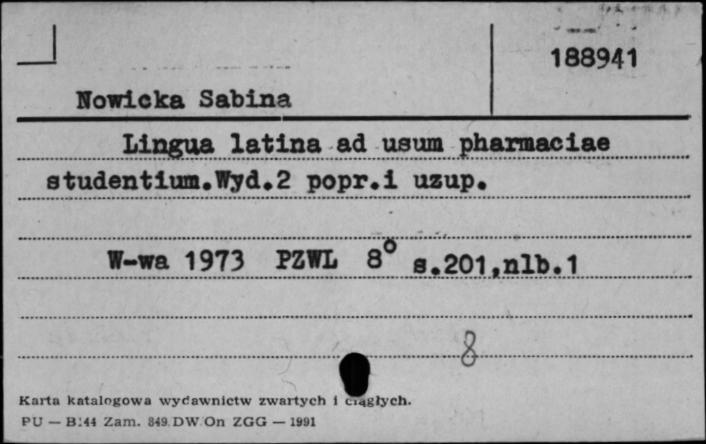 188941
Nowicka Sabina
Lingua latina ad usum pharmaciae
studentium.Wyd.2 popr.i uzup.
W-wa 1973 PZWL 8° s.201,nlb.1
8
Karta katalogowa wydawnictw zwartych i ciągłych.
PU — B:44 Zam. 849.DW.On ZGG — 1991